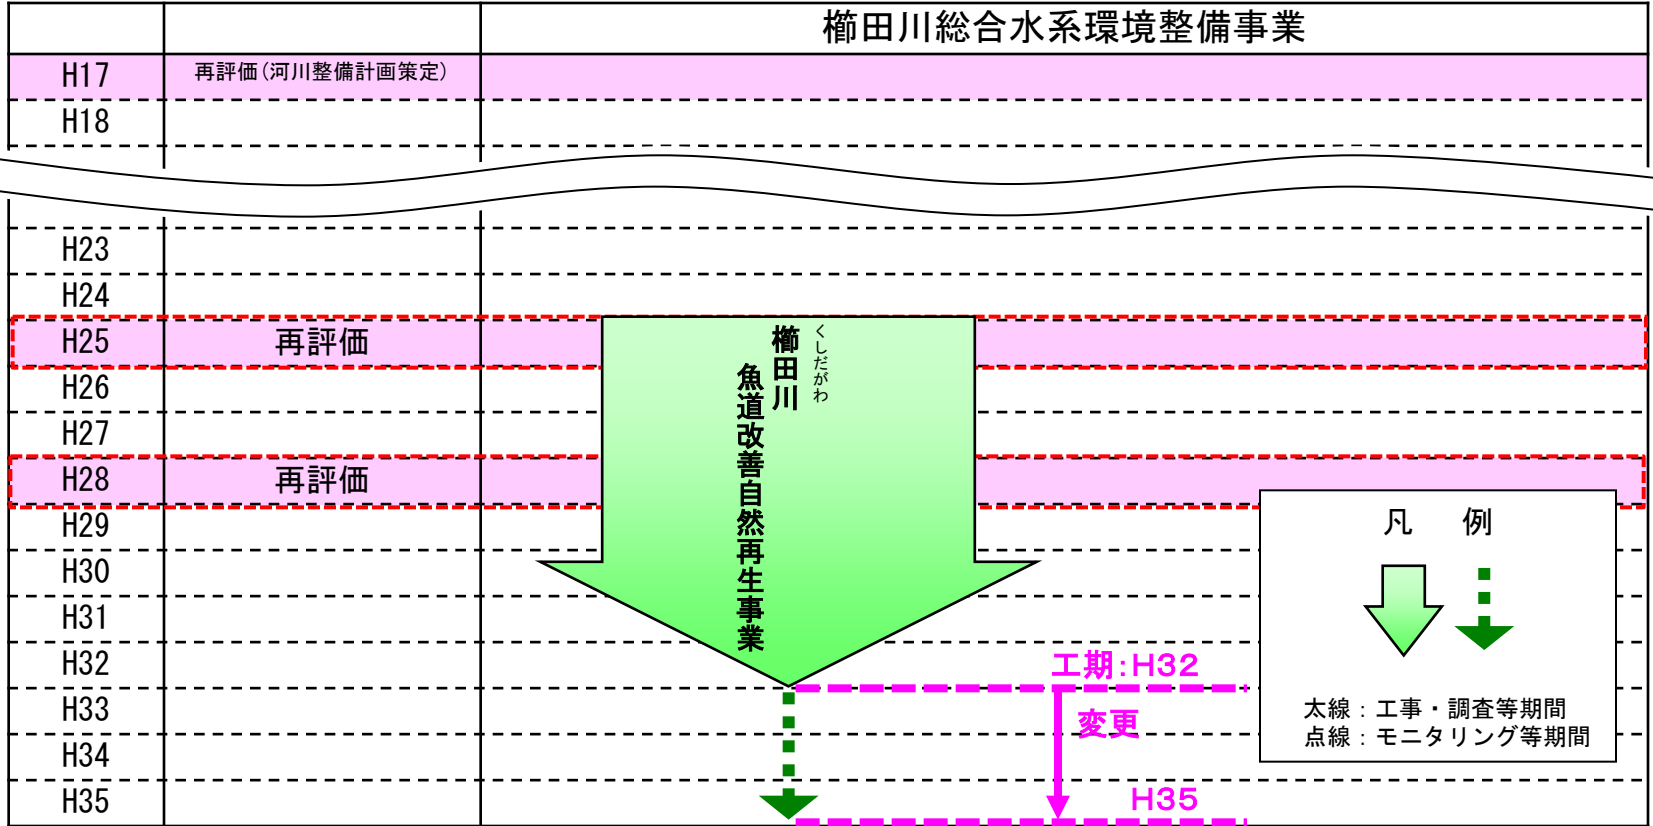 櫛田川総合水系環境整備事業
H17 再評価(河川整備計画策定)
H18
H23
H24
H25 再評価
H26
H27
H28 再評価
H29
H30
H31
H32
H33
H34
H35
櫛田川
くしだがわ
魚道改善自然再生事業
工期:H32
変更
H35
凡 例
太線:工事・調査等期間
点線:モニタリング等期間